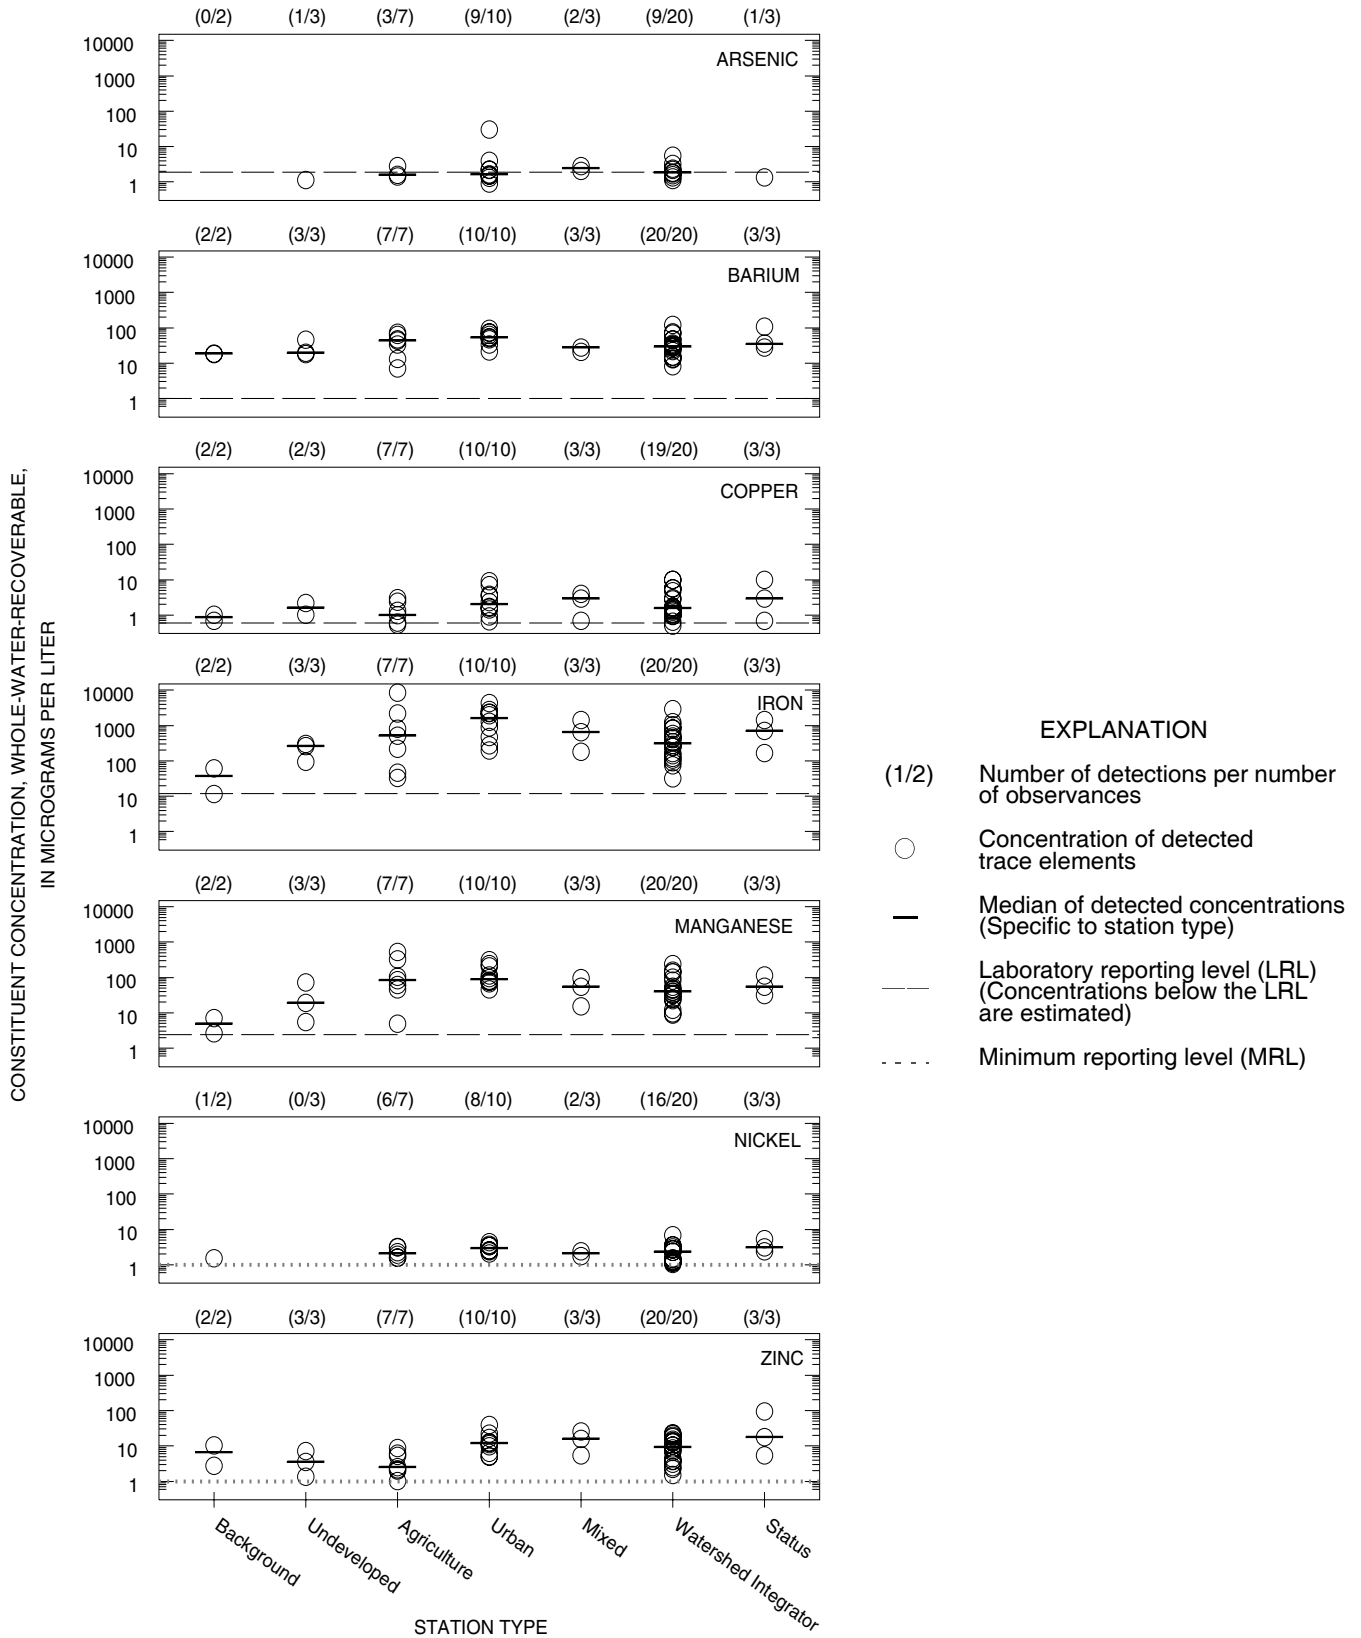 (0/2) (1/3) (3/7) (9/10) (2/3) (9/20) (1/3)
ARSENIC
10000
1000
100
10
1
(2/2) (3/3) (7/7) (10/10) (3/3) (20/20) (3/3)
BARIUM
10000
1000
100
10
1
(2/2) (2/3) (7/7) (10/10) (3/3) (19/20) (3/3)
COPPER
10000
1000
100
10
1
(2/2) (3/3) (7/7) (10/10) (3/3) (20/20) (3/3)
IRON
10000
1000
100
10
1
(2/2) (3/3) (7/7) (10/10) (3/3) (20/20) (3/3)
MANGANESE
10000
1000
100
10
1
(1/2) (0/3) (6/7) (8/10) (2/3) (16/20) (3/3)
NICKEL
10000
1000
100
10
1
(2/2) (3/3) (7/7) (10/10) (3/3) (20/20) (3/3)
ZINC
10000
1000
100
10
1
Background
Undeveloped
Agriculture
Urban
Mixed
Watershed Integrator
Status
STATION TYPE
CONSTITUENT CONCENTRATION, WHOLE-WATER-RECOVERABLE,
IN MICROGRAMS PER LITER
EXPLANATION
(1/2) Number of detections per number
of observances
Concentration of detected
trace elements
Median of detected concentrations
(Specific to station type)
Laboratory reporting level (LRL)
(Concentrations below the LRL
are estimated)
Minimum reporting level (MRL)